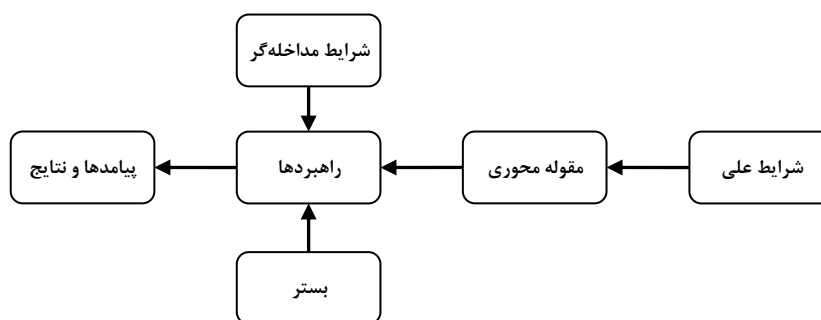 شرایط مداخله‌گر
شرایط علی
مقوله محوری
راهبردها
پیامدها و نتایج
بستر